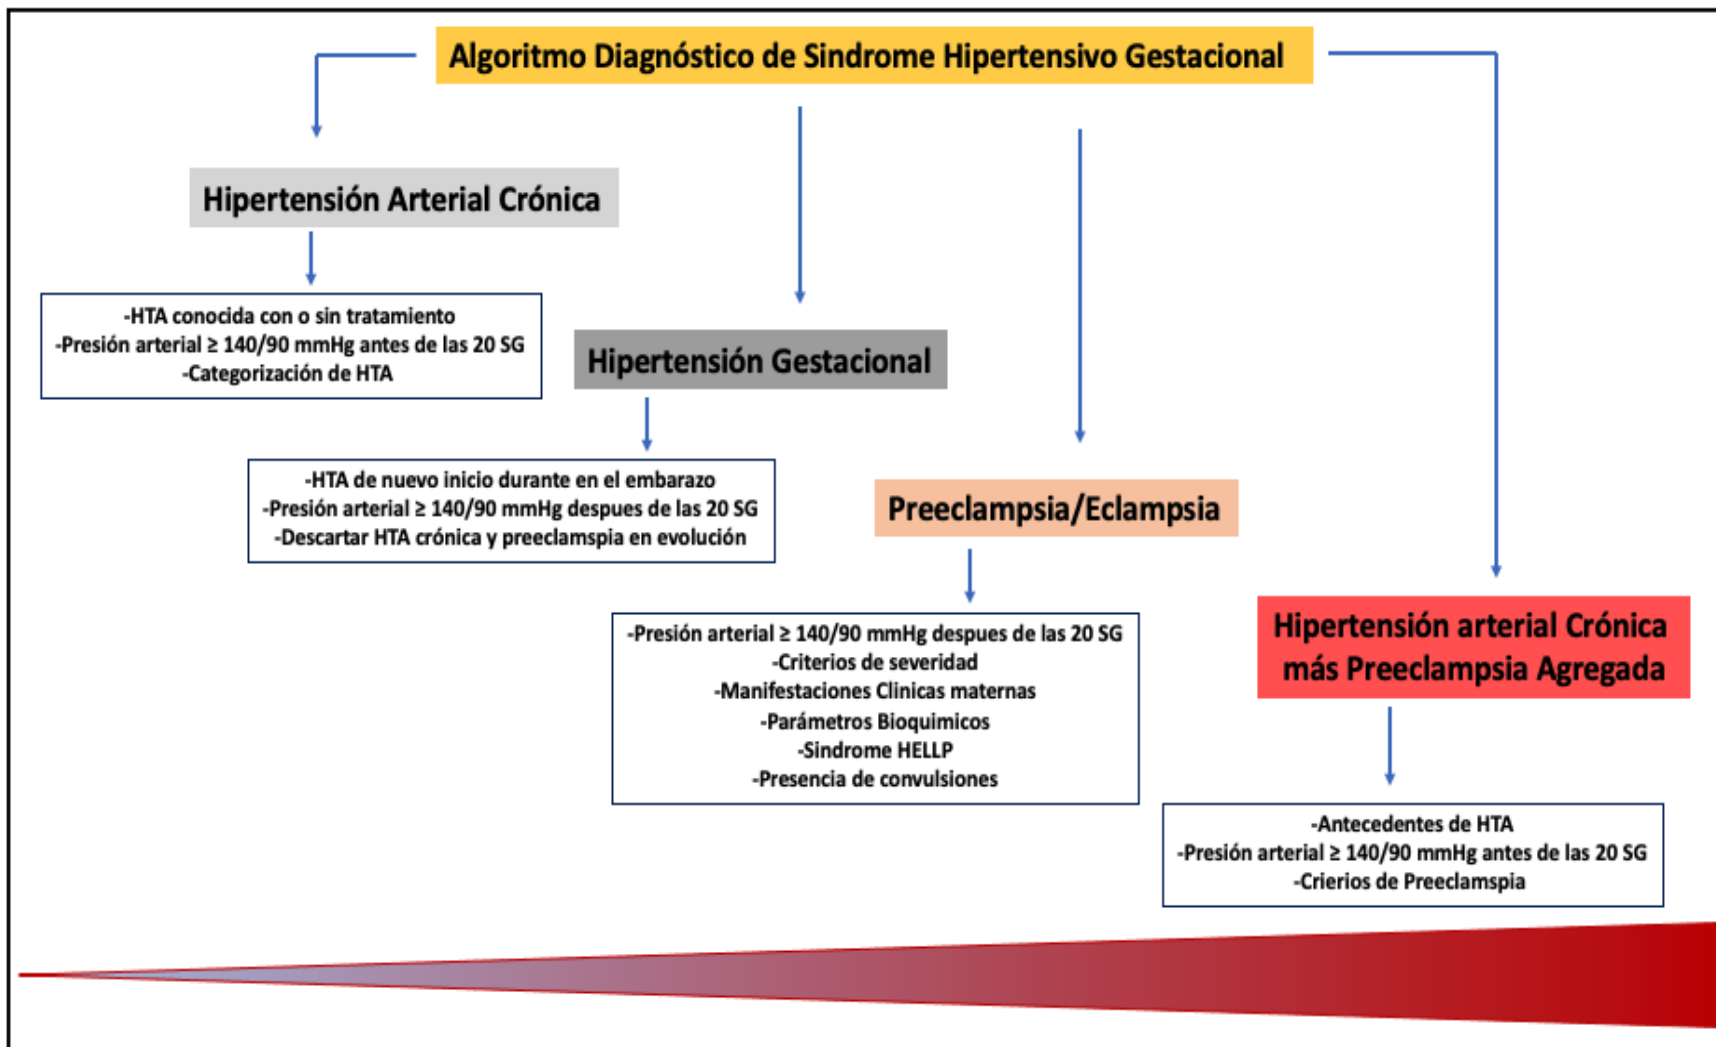 Algoritmo Diagnóstico de Sindrome Hipertensivo Gestacional
Hipertensión Arterial Crónica
-HTA conocida con o sin tratamiento
-Presión arterial ≥ 140/90 mmHg antes de las 20 SG
-Categorización de HTA
Hipertensión Gestacional
-HTA de nuevo inicio durante en el embarazo
-Presión arterial ≥ 140/90 mmHg despues de las 20 SG
-Descartar HTA crónica y preeclamspia en evolución
Preeclampsia/Eclampsia
-Presión arterial ≥ 140/90 mmHg despues de las 20 SG
-Criterios de severidad
-Manifestaciones Clinicas maternas
-Parámetros Bioquimicos
-Sindrome HELLP
-Presencia de convulsiones
Hipertensión arterial Crónica
más Preeclampsia Agregada
-Antecedentes de HTA
-Presión arterial ≥ 140/90 mmHg antes de las 20 SG
-Crierios de Preeclamspia